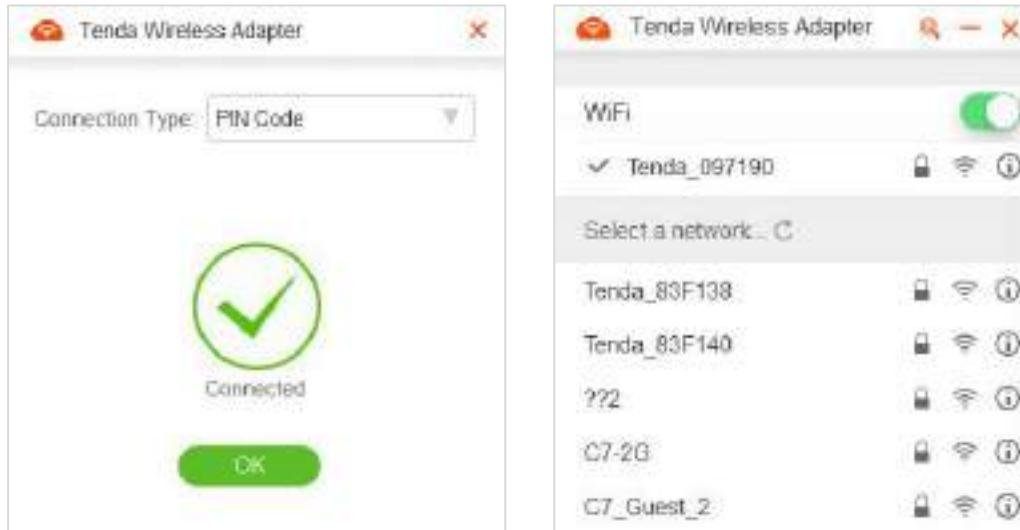 Tenda Wireless Adapter
Connection Type: PIN Code
Connected
OK
Tenda Wireless Adapter
WiFi
Tenda_097190
Select a network...
Tenda_83F138
Tenda_83F140
??2
C7-2G
C7_Guest_2